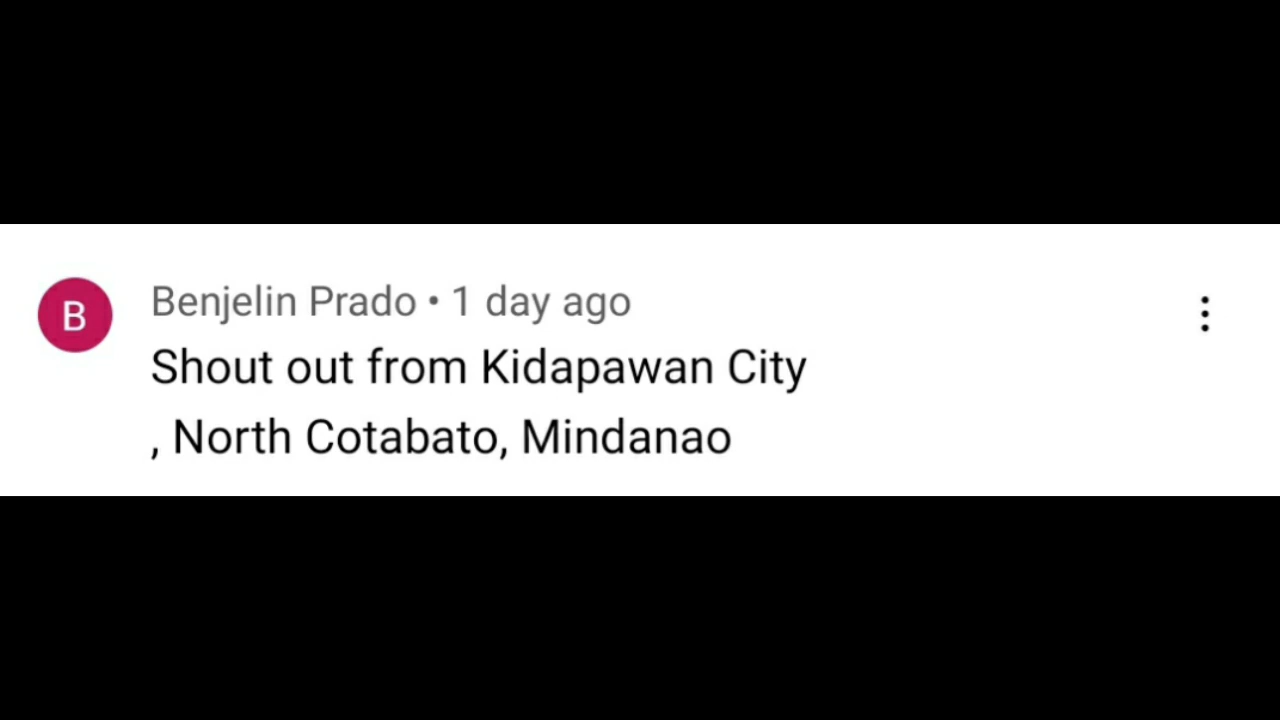 B
Benjelin Prado • 1 day ago
Shout out from Kidapawan City
, North Cotabato, Mindanao